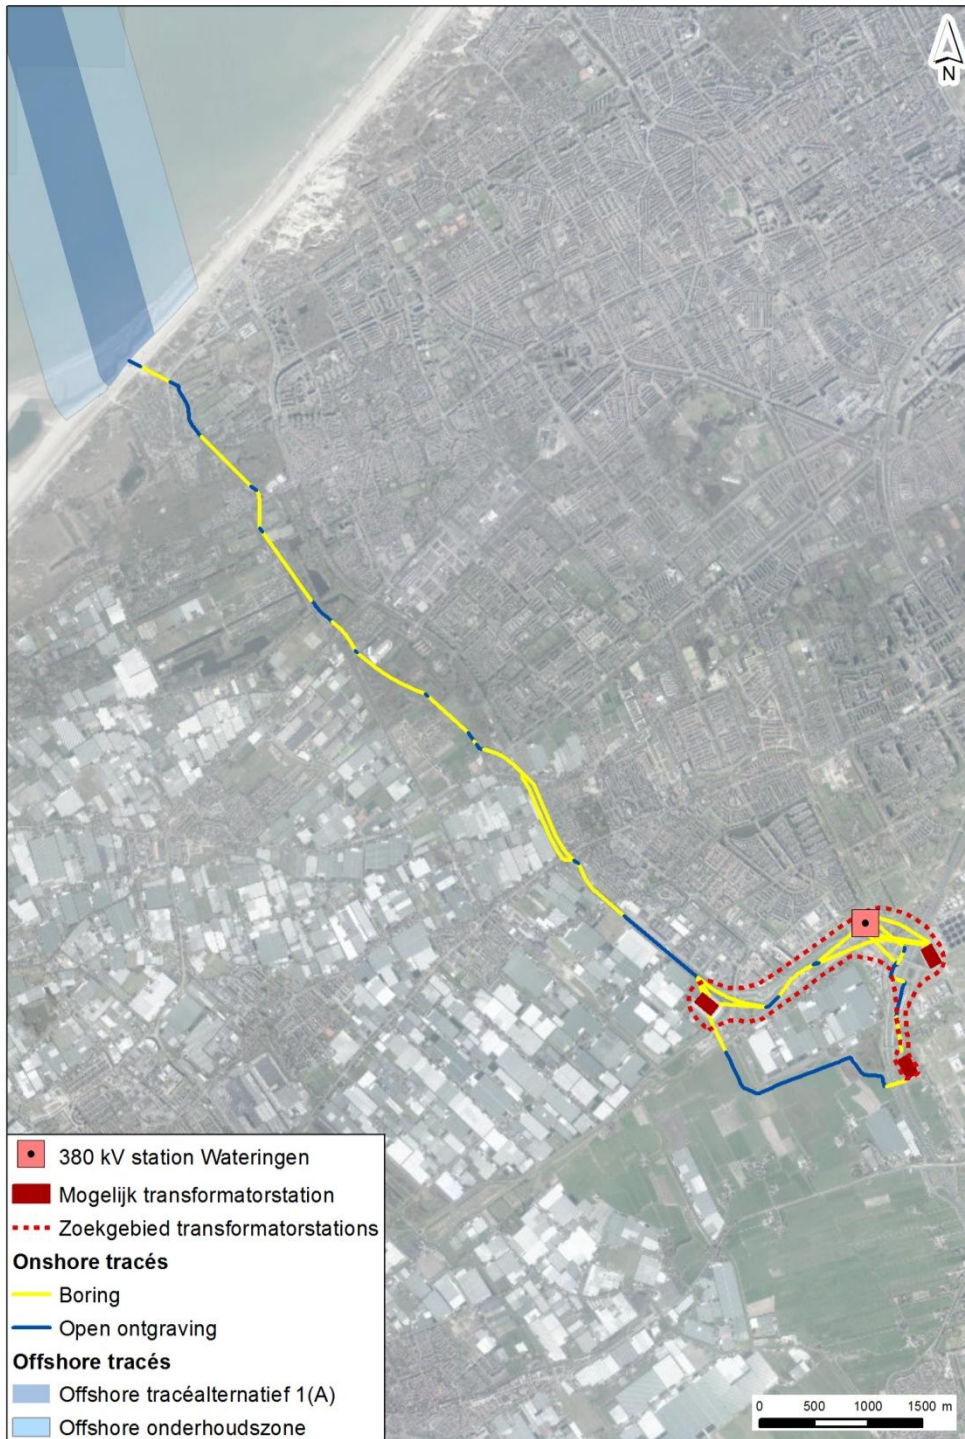 N
380 kV station Wateringen
Mogelijk transformatorstation
Zoekgebied transformatorstations
Onshore tracés
Boring
Open ontgraving
Offshore tracés
Offshore tracéalternatief 1(A)
Offshore onderhoudszone
0 500 1000 1500 m